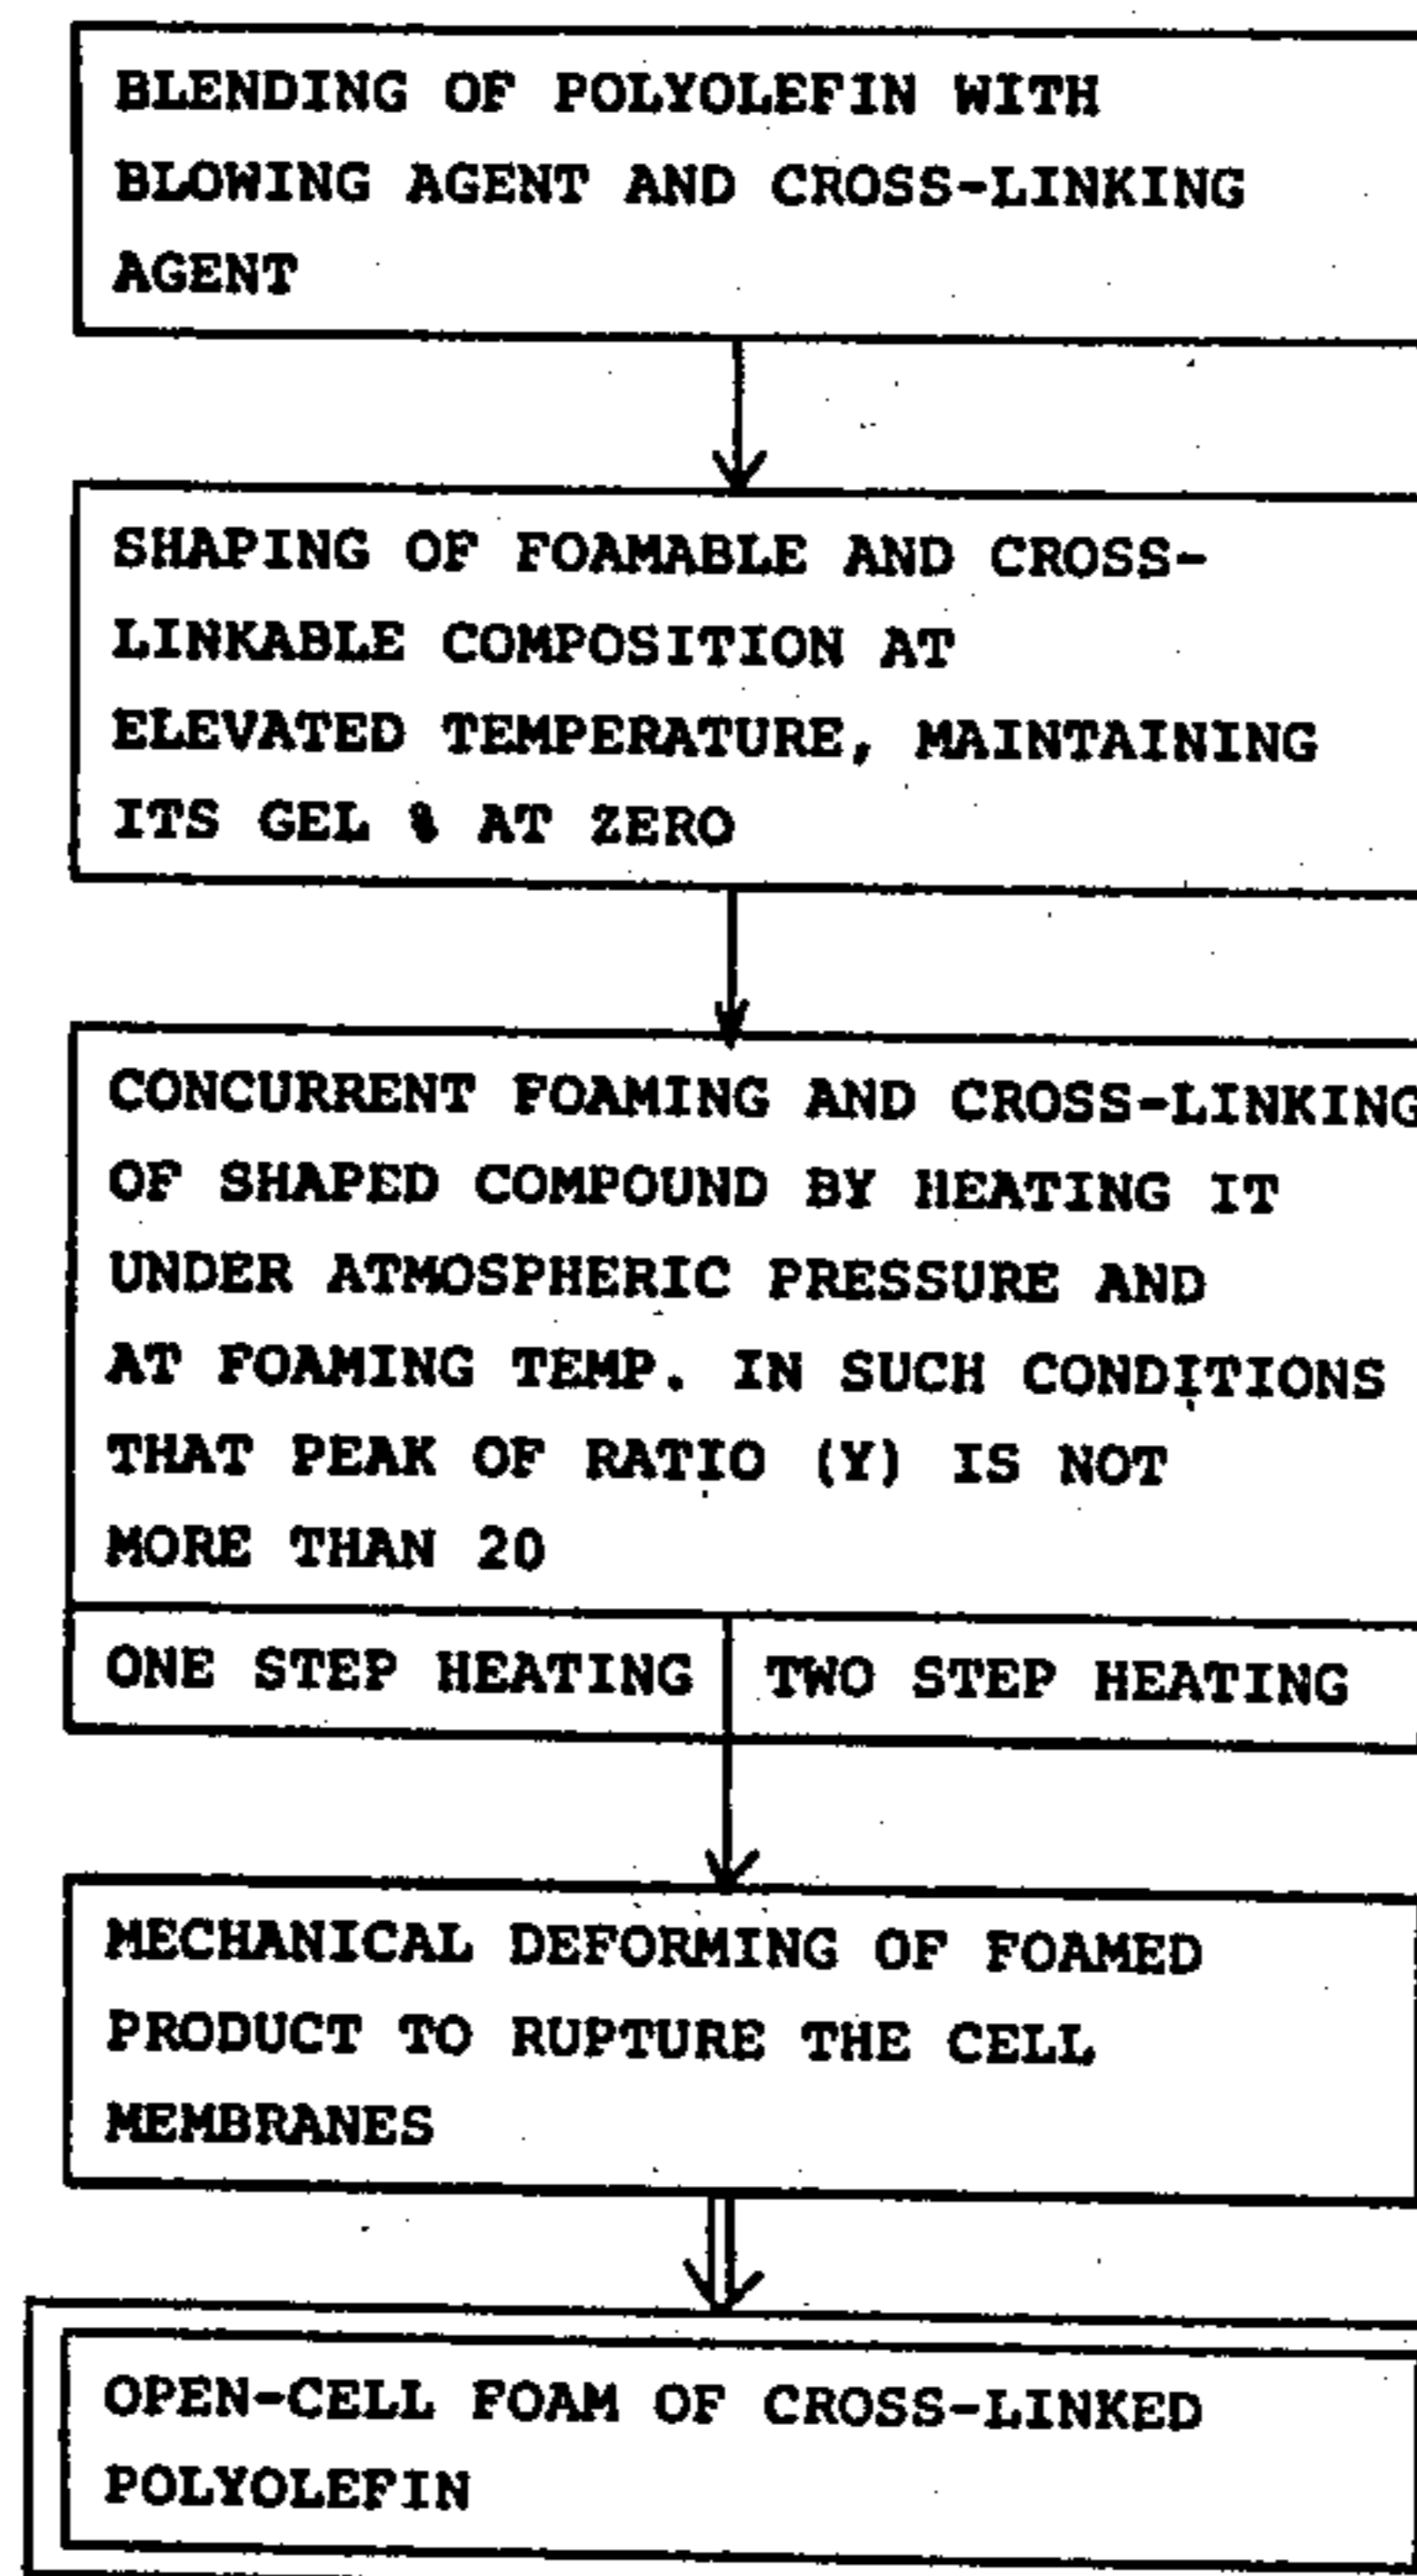 BLENDING OF POLYOLEFIN WITH
BLOWING AGENT AND CROSS-LINKING
AGENT
SHAPING OF FOAMABLE AND CROSS-
LINKABLE COMPOSITION AT
ELEVATED TEMPERATURE, MAINTAINING
ITS GEL % AT ZERO
CONCURRENT FOAMING AND CROSS-LINKING
OF SHAPED COMPOUND BY HEATING IT
UNDER ATMOSPHERIC PRESSURE AND
AT FOAMING TEMP. IN SUCH CONDITIONS
THAT PEAK OF RATIO (Y) IS NOT
MORE THAN 20
ONE STEP HEATING TWO STEP HEATING
MECHANICAL DEFORMING OF FOAMED
PRODUCT TO RUPTURE THE CELL
MEMBRANES
OPEN-CELL FOAM OF CROSS-LINKED
POLYOLEFIN